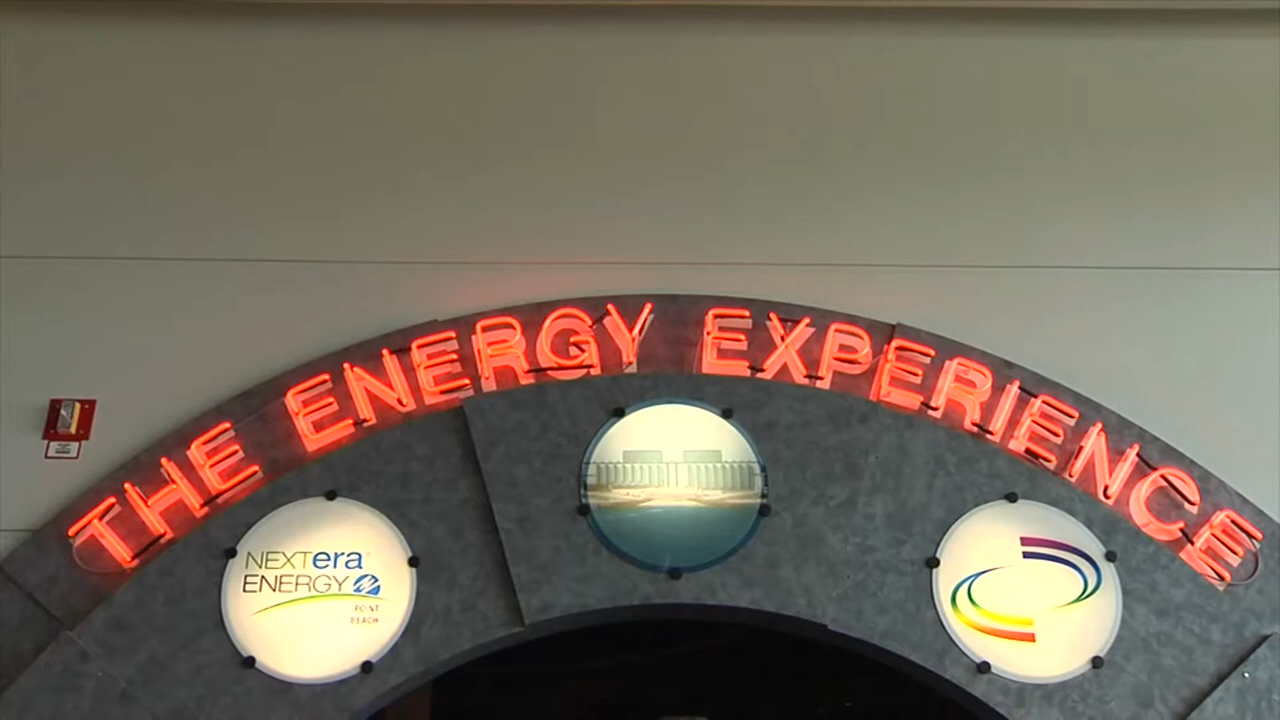 THE ENERGY EXPERIENCE
NEXTera
ENERGY
POINT
BEACH